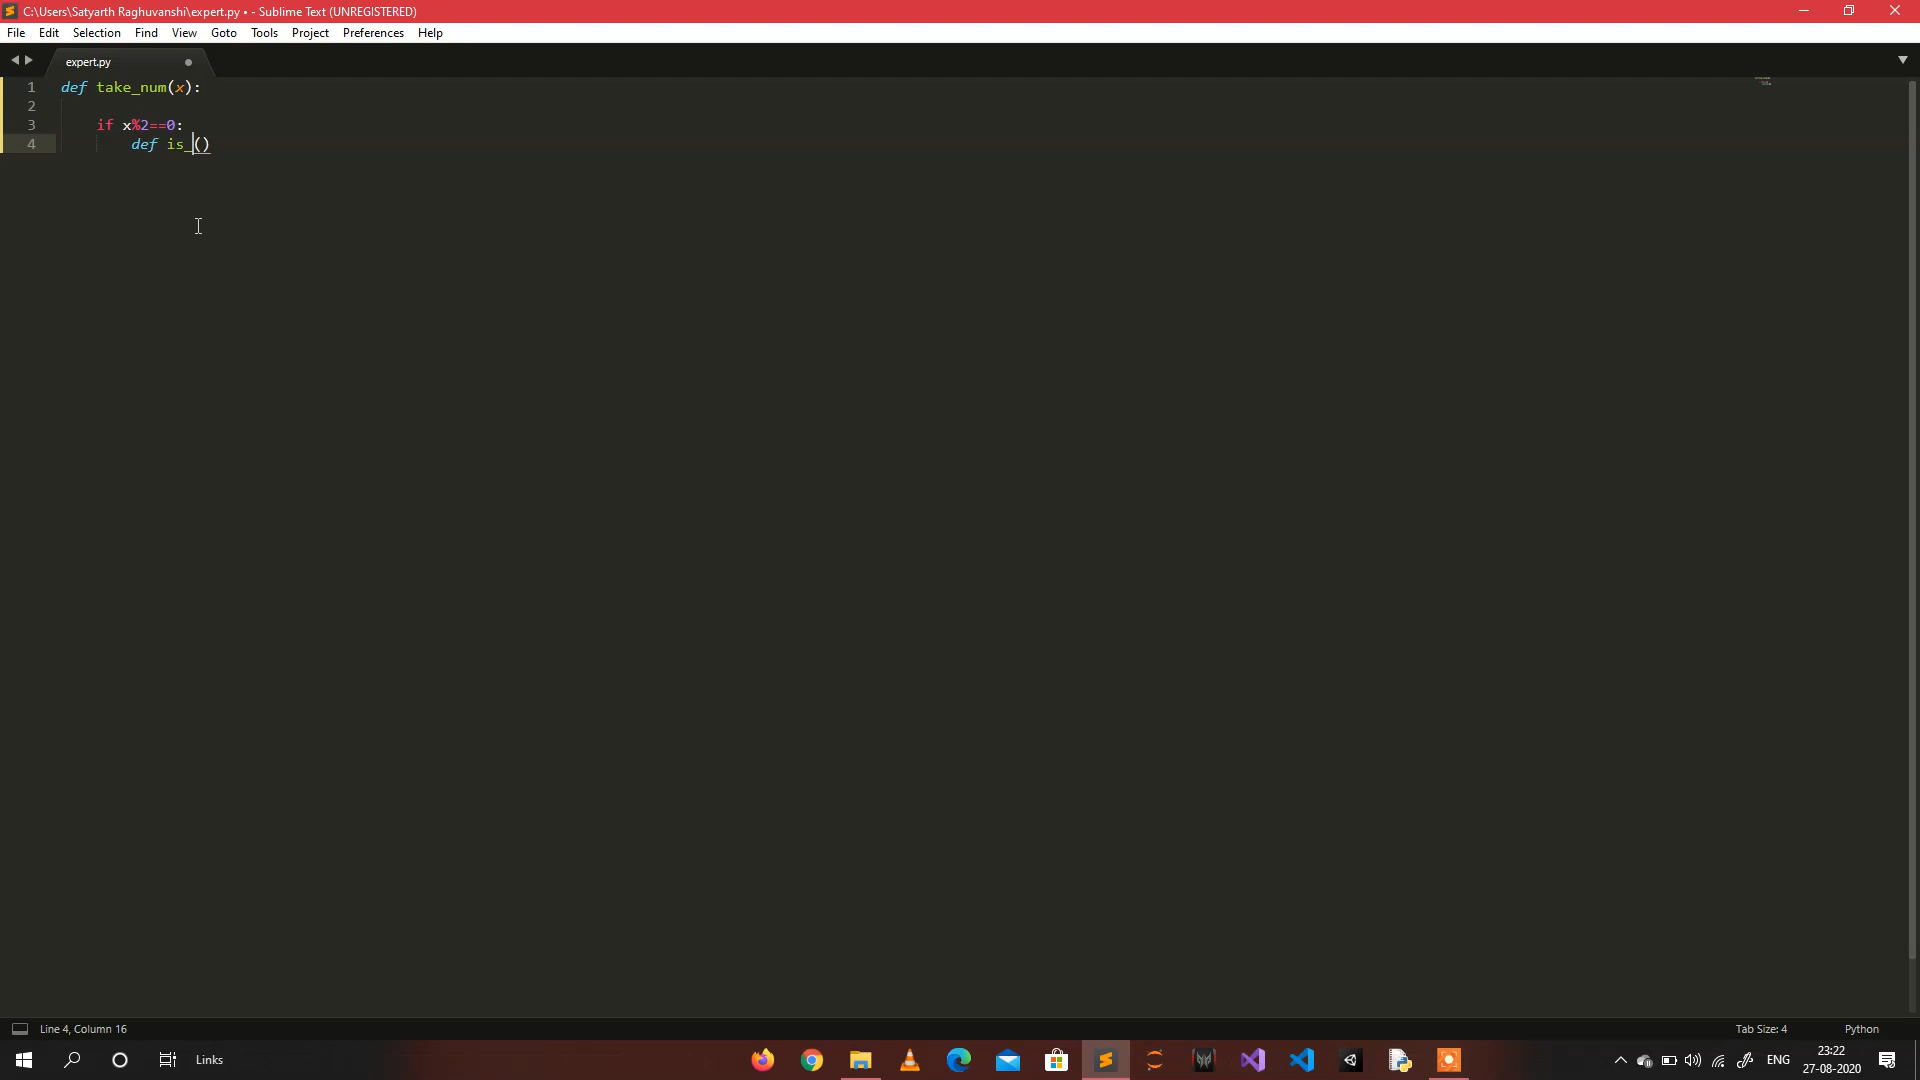 C:\Users\Satyarth Raghuvanshi\expert.py • - Sublime Text (UNREGISTERED)
File Edit Selection Find View Goto Tools Project Preferences Help
expert.py
1 def take_num(x):
2
3 if x%2==0:
4 def is_()
Line 4, Column 16
Tab Size: 4
Python
Links
ENG
23:22
27-08-2020